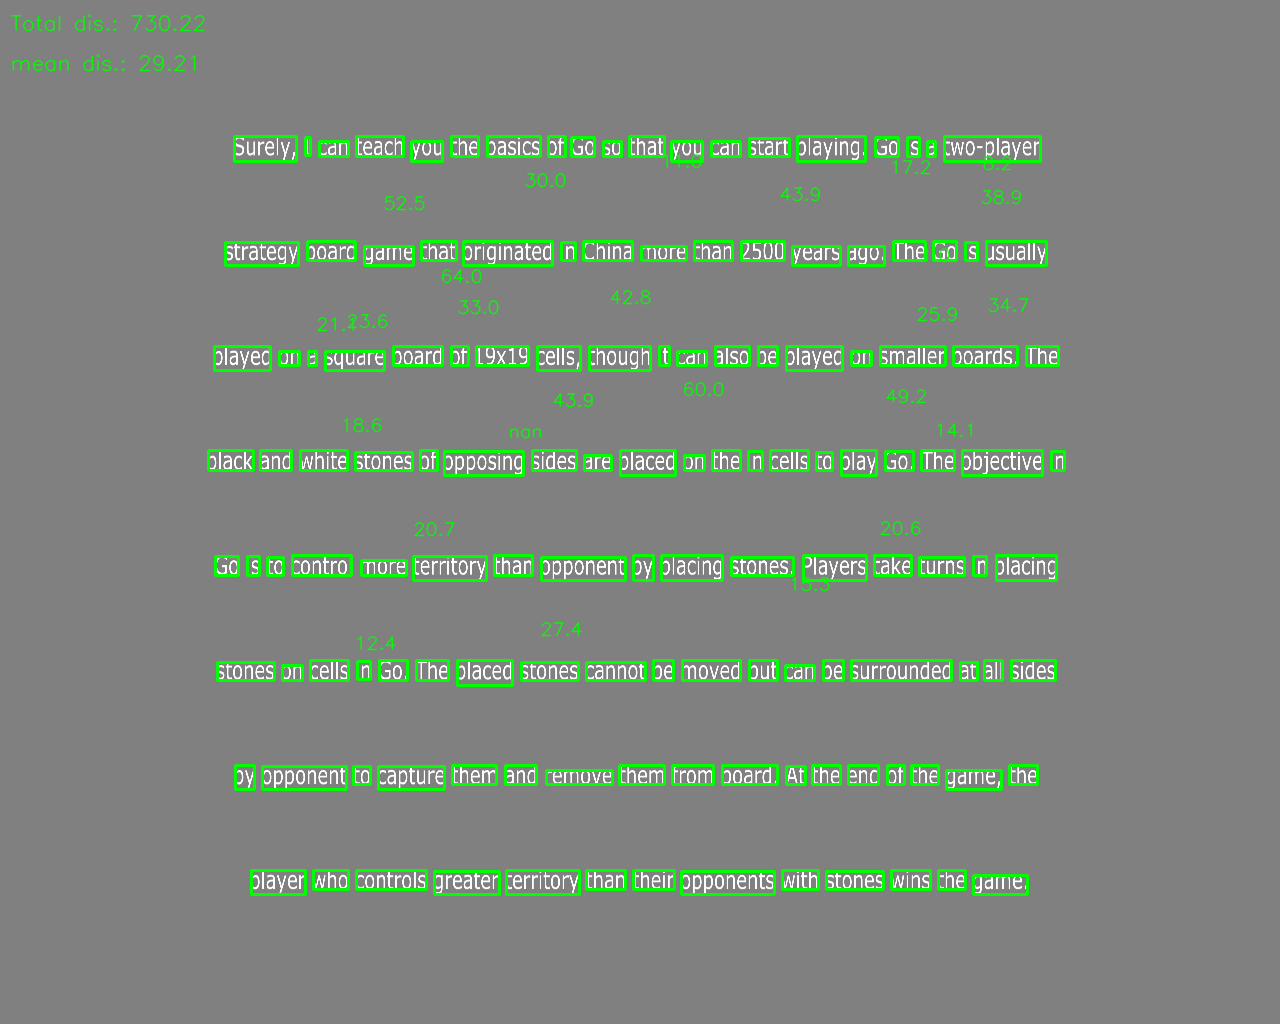 Total dis.: 730.22
mean dis.: 29.21
Surely, I can teach you the basics of Go so that you can start playing. Go is a two-player
30.0 17.2 8.2
52.5 43.9 38.9
strategy board game that originated in China more than 2500 years ago. The Go is usually
64.0 33.0 42.8 25.9 34.7
23.6
played on a square board of 19x19 cells, though it can also be played on smaller boards. The
43.9 60.0 49.2
18.6 nan 14.1
black and white stones of opposing sides are placed on the in cells to play Go. The objective in
20.7 20.6
Go is to control more territory than opponent by placing stones. Players take turns in placing
12.4 27.4
stones on cells in Go. The placed stones cannot be moved but can be surrounded at all sides
by opponent to capture them and remove them from board. At the end of the game, the
player who controls greater territory than their opponents with stones wins the game.